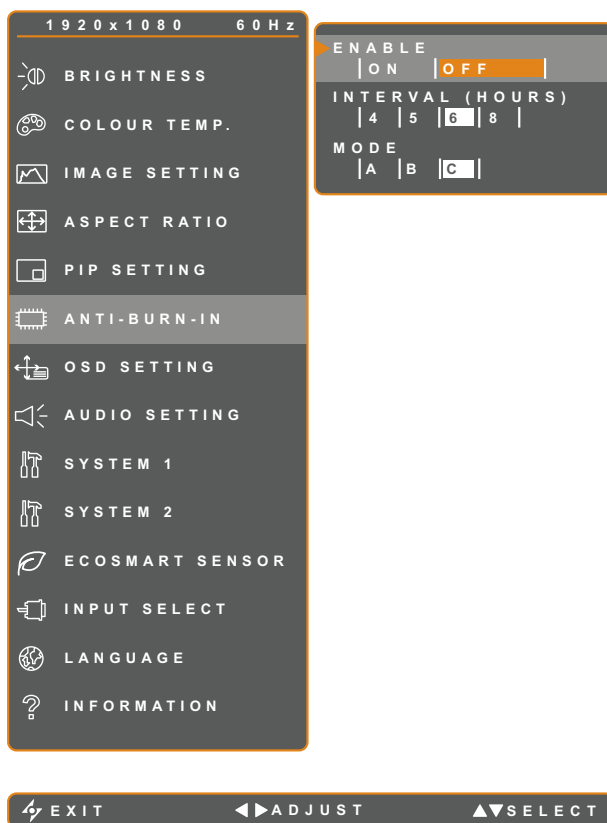 1920x1080 60Hz
BRIGHTNESS
COLOUR TEMP.
IMAGE SETTING
ASPECT RATIO
PIP SETTING
ANTI-BURN-IN
OSD SETTING
AUDIO SETTING
SYSTEM 1
SYSTEM 2
ECOSMART SENSOR
INPUT SELECT
LANGUAGE
INFORMATION
ENABLE
ON OFF
INTERVAL (HOURS)
4 5 6 8
MODE
A B C
EXIT ADJUST SELECT